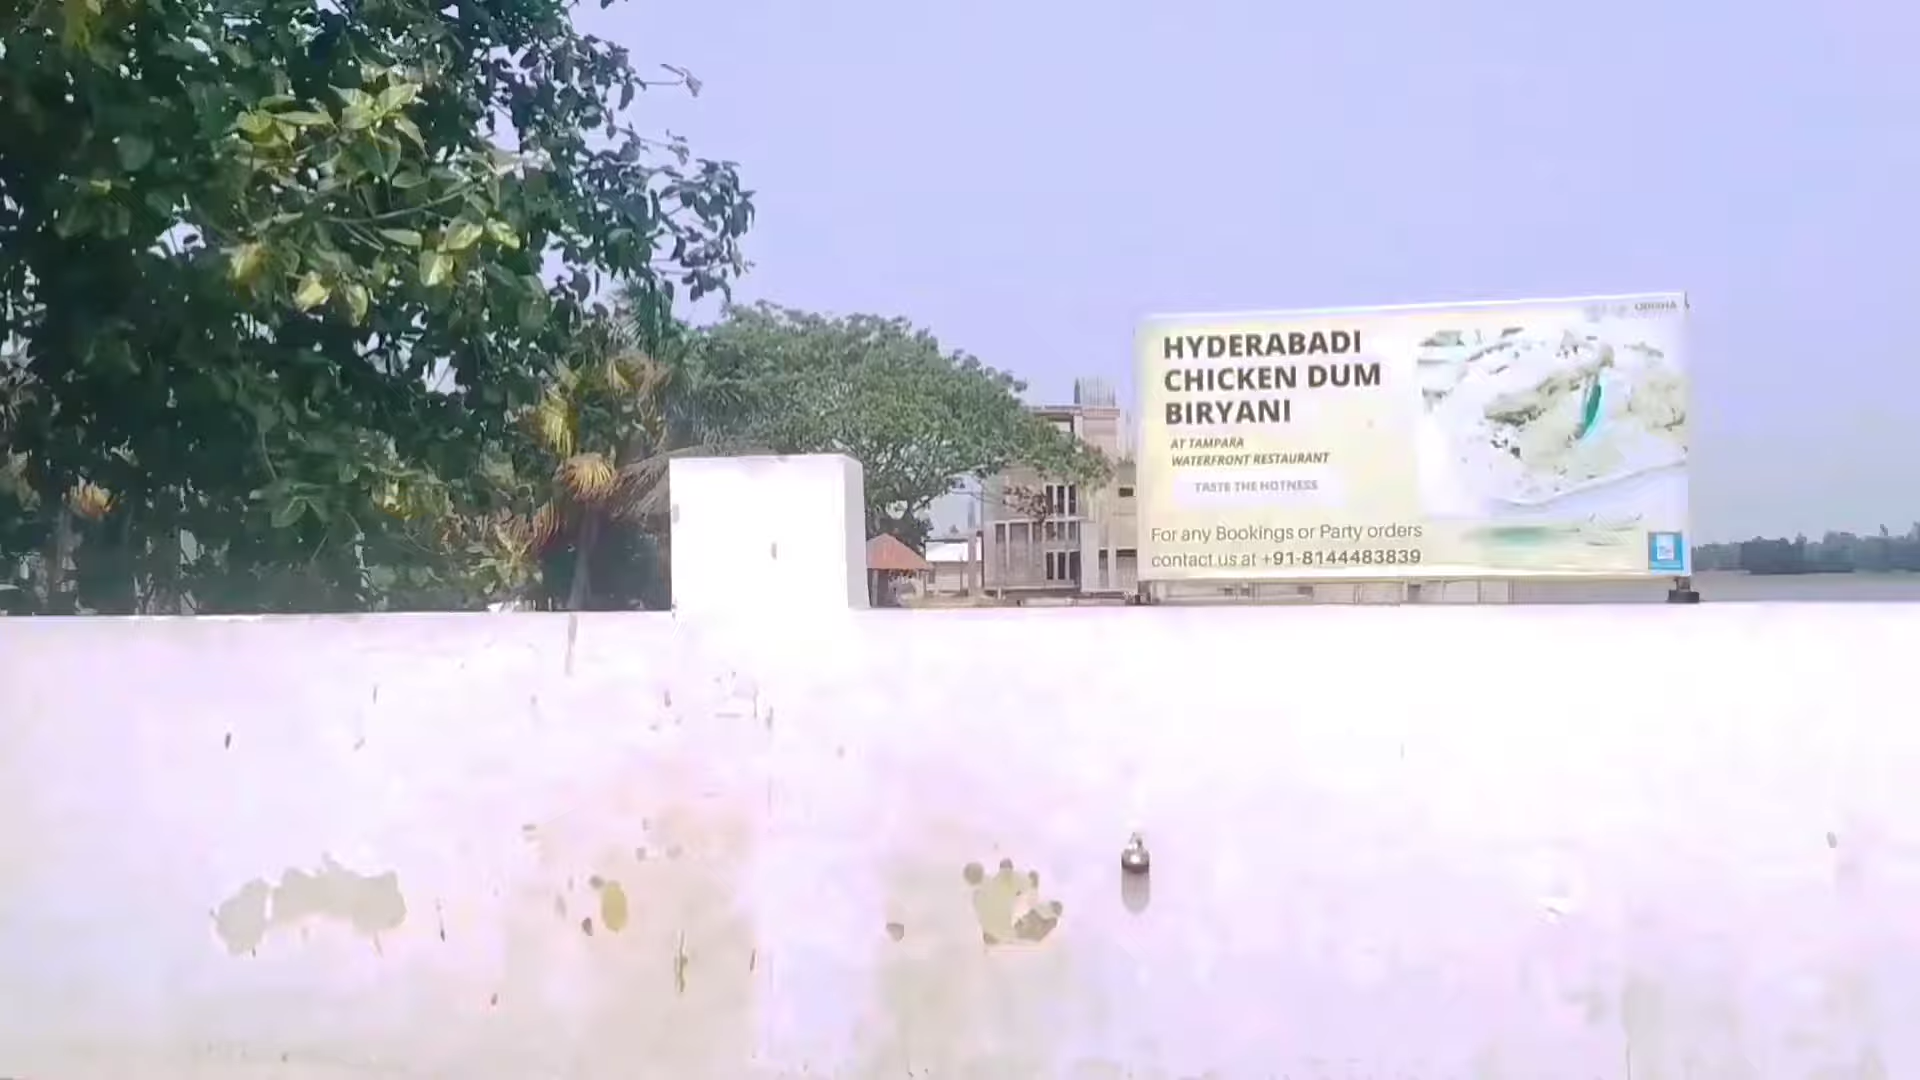 ODISHA
HYDERABADI
CHICKEN DUM
BIRYANI
AT TAMPARA
WATERFRONT RESTAURANT
TASTE THE HOTNESS
For any Bookings or Party orders
contact us at +91-8144483839